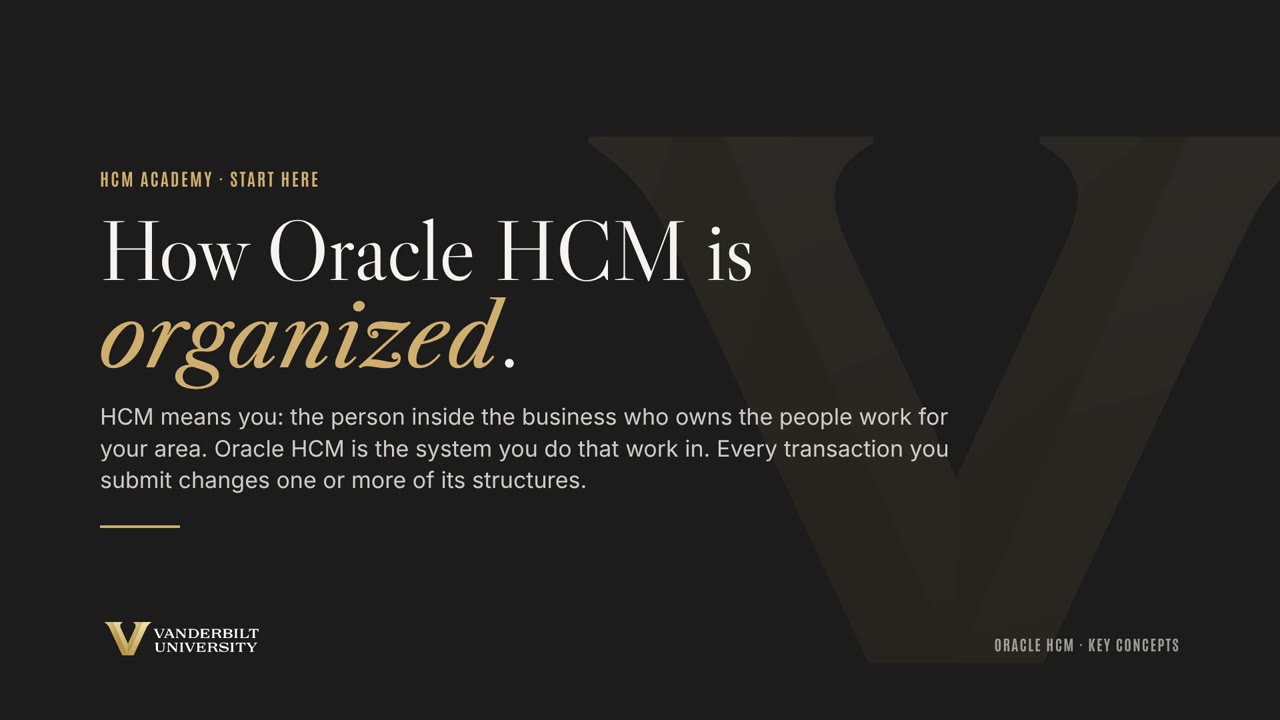 HCM ACADEMY · START HERE
How Oracle HCM is
organized.
HCM means you: the person inside the business who owns the people work for
your area. Oracle HCM is the system you do that work in. Every transaction you
submit changes one or more of its structures.
VANDERBILT
UNIVERSITY
ORACLE HCM · KEY CONCEPTS